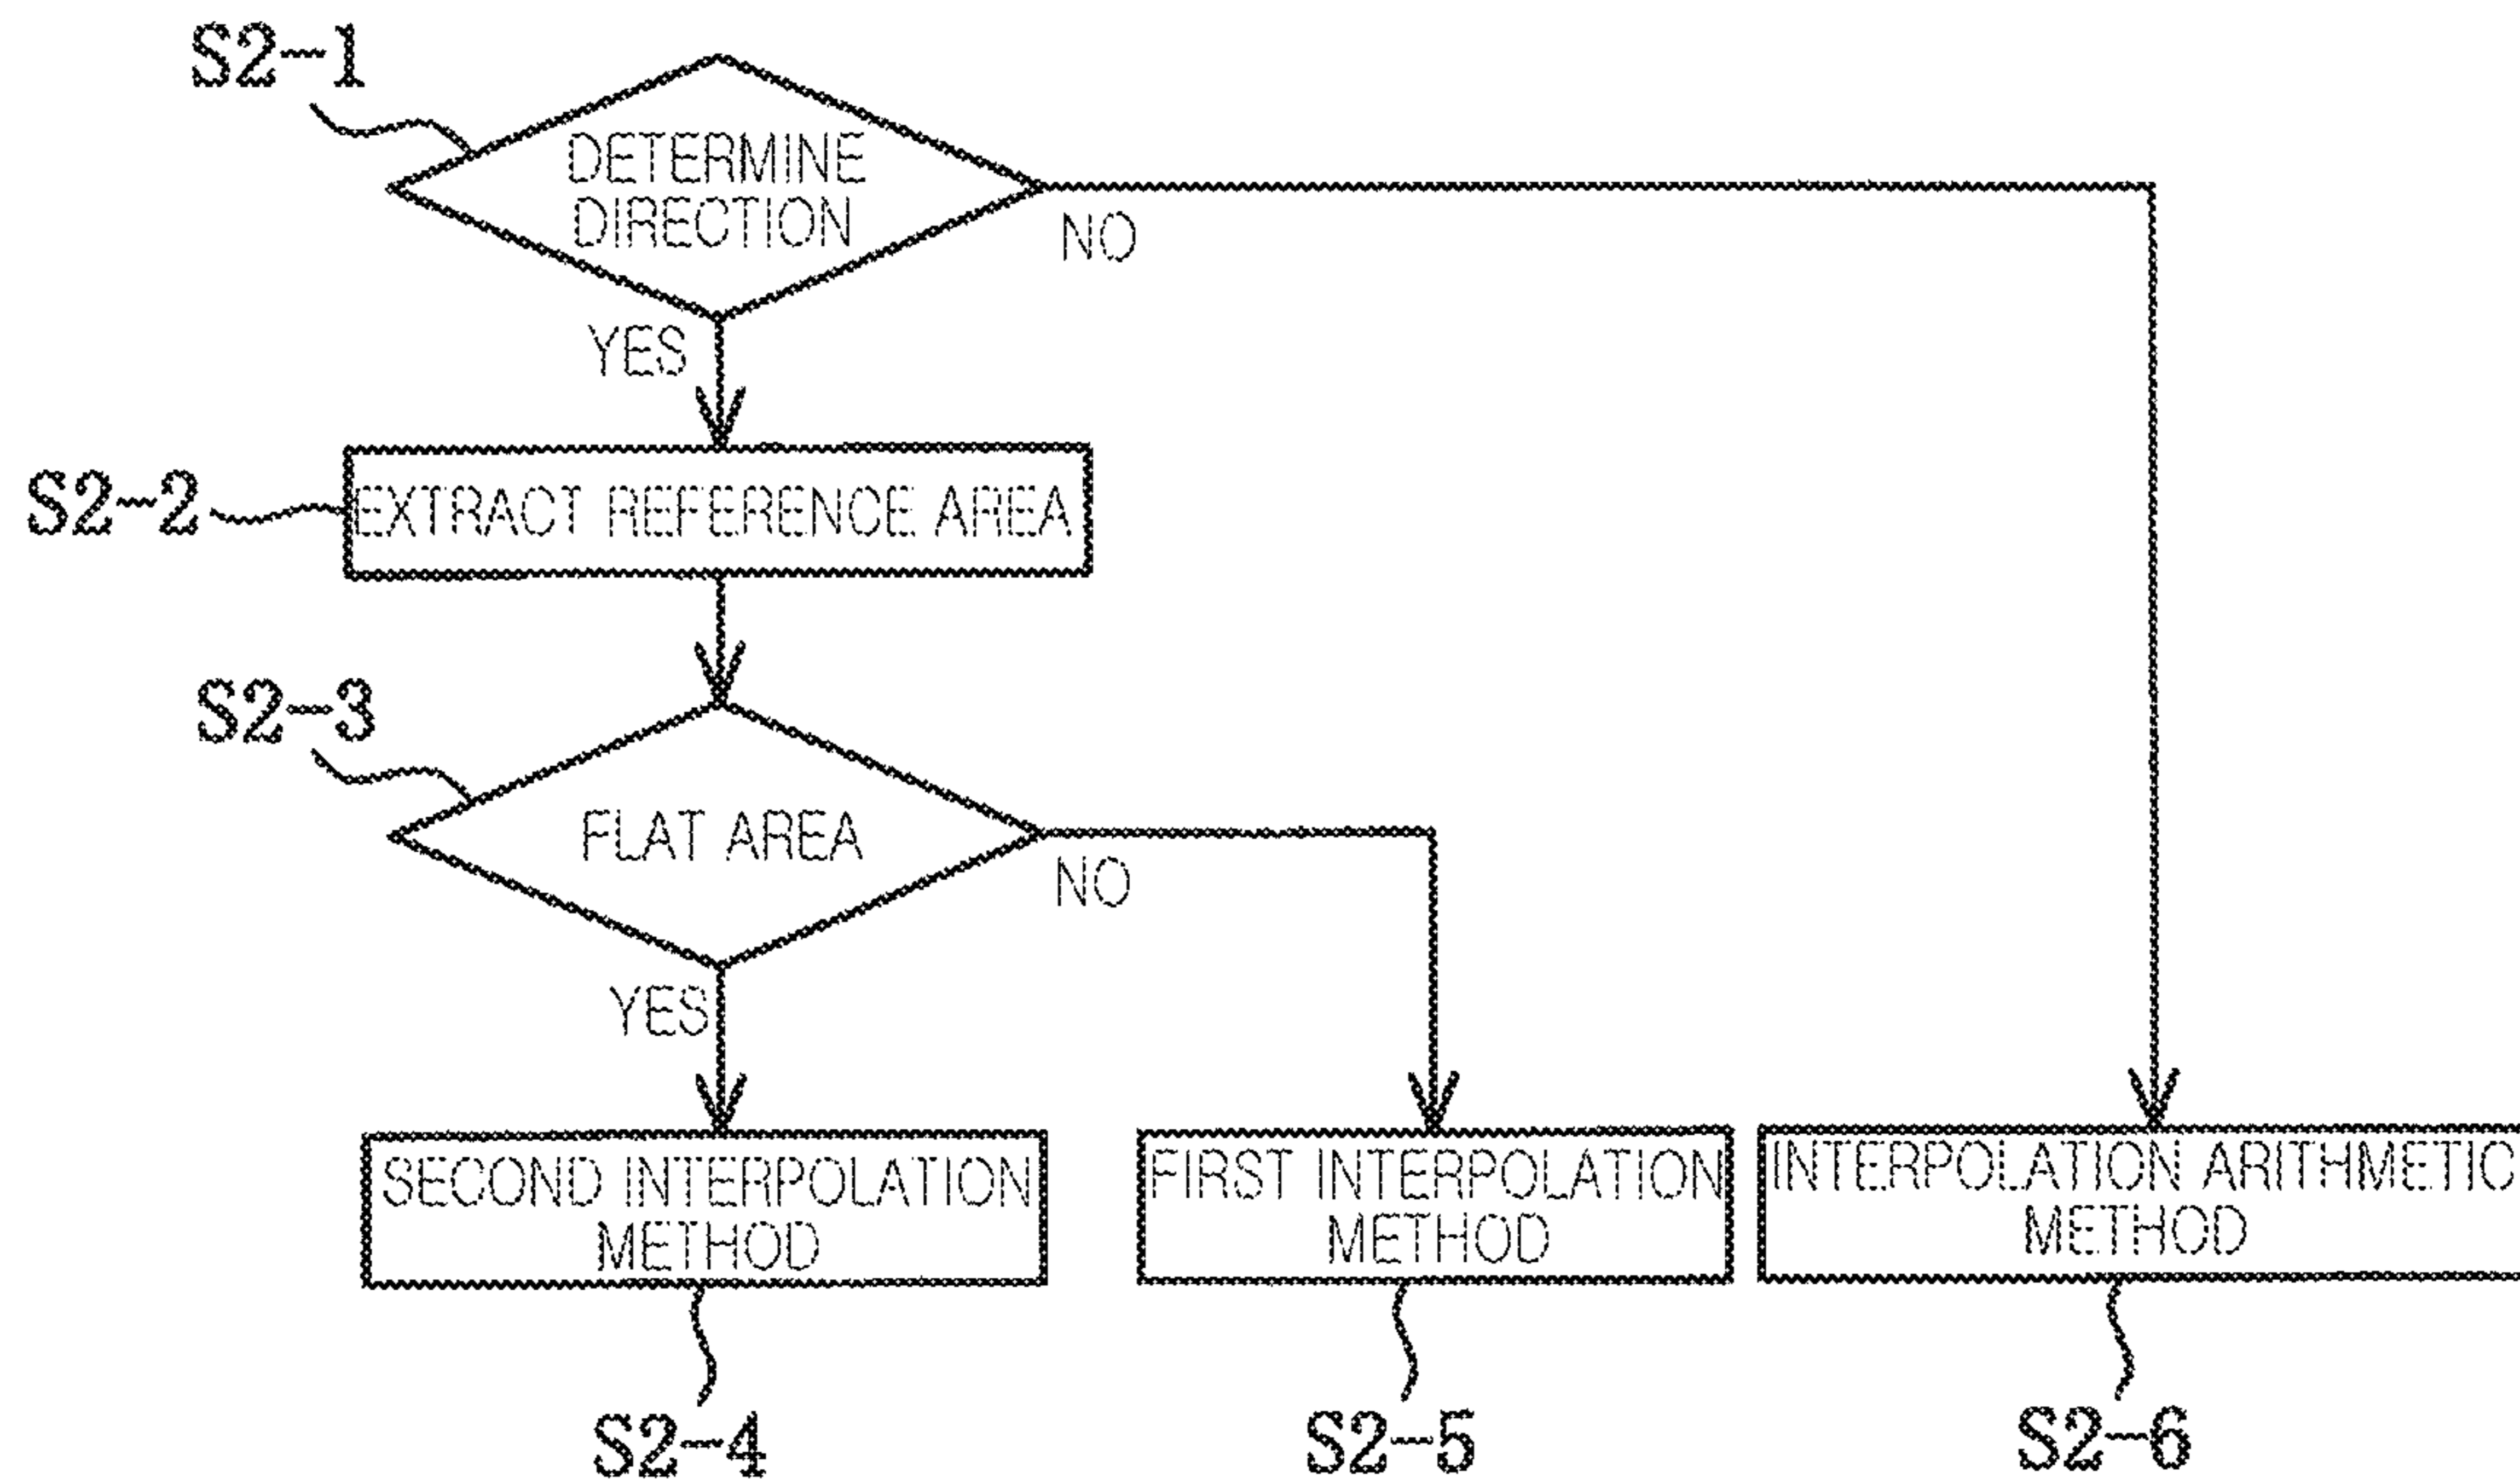 S2-1
DETERMINE
DIRECTION
NO
YES
S2-2
EXTRACT REFERENCE AREA
S2-3
FLAT AREA
NO
YES
SECOND INTERPOLATION
METHOD
FIRST INTERPOLATION
METHOD
INTERPOLATION ARITHMETIC
METHOD
S2-4
S2-5
S2-6